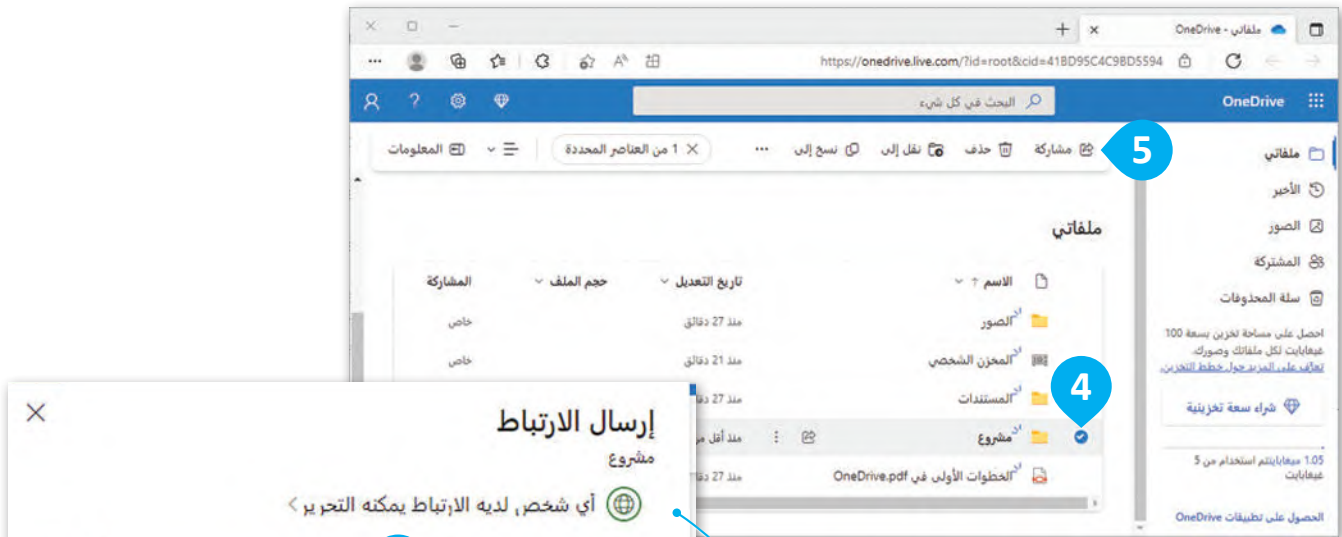 OneDrive - ملفاتي
https://onedrive.live.com/?id=root&cid=418D95C4C98D5594
OneDrive
البحث في كل شيء
ملفاتي
الأخير
الصور
المشتركة
سلة المحذوفات
احصل على مساحة تخزين بسعة 100
غيغابايت لكل ملفاتك وصورك.
تعرّف على المزيد حول خطط التخزين.
شراء سعة تخزينية
1.05 ميغابايتتم استخدام من 5
غيغابايت
الحصول على تطبيقات OneDrive
5
مشاركة حذف نقل إلى نسخ إلى ... 1 من العناصر المحددة المعلومات
ملفاتي
الاسم تاريخ التعديل حجم الملف المشاركة
الصور منذ 27 دقائق خاص
المخزن الشخصي منذ 21 دقائق خاص
4
المستندات منذ 27
مشروع منذ أقل
الخطوات الأولى في OneDrive.pdf منذ 27
إرسال الارتباط
مشروع
أي شخص لديه الارتباط يمكنه التحرير >